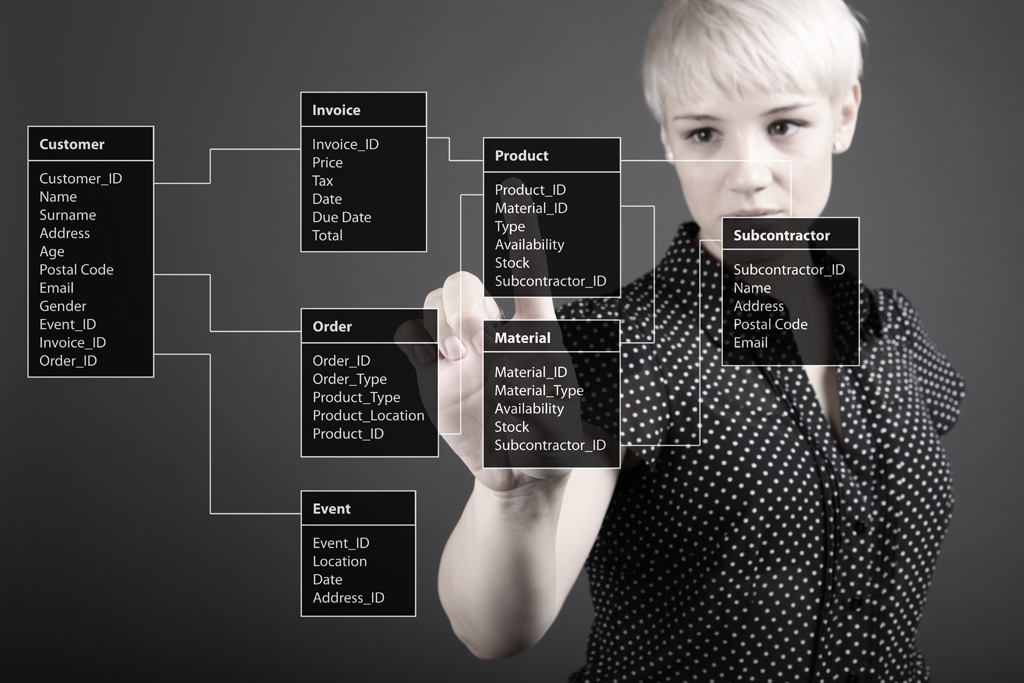 Customer
Customer_ID
Name
Surname
Address
Age
Postal Code
Email
Gender
Event_ID
Invoice_ID
Order_ID
Invoice
Invoice_ID
Price
Tax
Date
Due Date
Total
Order
Order_ID
Order_Type
Product_Type
Product_Location
Product_ID
Event
Event_ID
Location
Date
Address_ID
Product
Product_ID
Material_ID
Type
Availability
Stock
Subcontractor_ID
Material
Material_ID
Material_Type
Availability
Stock
Subcontractor_ID
Subcontractor
Subcontractor_ID
Name
Address
Postal Code
Email